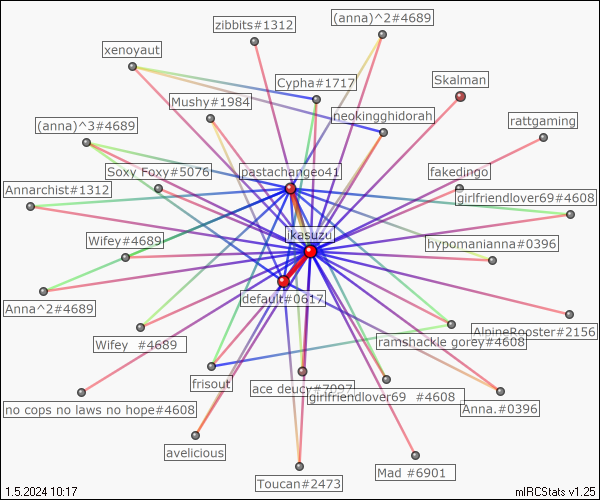 zibbits#1312
(anna)^2#4689
xenoyaut
Cypha#1717
Skalman
Mushy#1984
neokingghidorah
rattgaming
(anna)^3#4689
Soxy Foxy#5076
pastachangeo41
fakedingo
Annarchist#1312
girlfriendlover69#4608
ikasuzu
Wifey#4689
hypomanianna#0396
default#0617
Anna^2#4689
AlpineRooster#2156
Wifey  #4689
ramshackle gorey#4608
frisout
ace deucy#7097
girlfriendlover69  #4608
no cops no laws no hope#4608
Anna.#0396
avelicious
Toucan#2473
Mad #6901
1.5.2024 10:17
mIRCStats v1.25